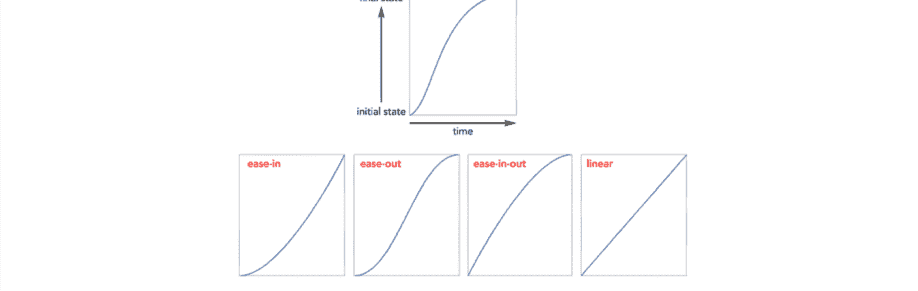 initial state
time
ease-in
ease-out
ease-in-out
linear